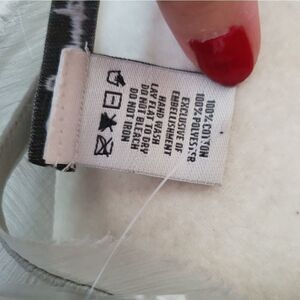 100% COTTON
100% POLYESTER
EXCLUSIVE OF
EMBELLISHMENT
HAND WASH
LAY FLAT TO DRY
DO NOT BLEACH
DO NOT IRON